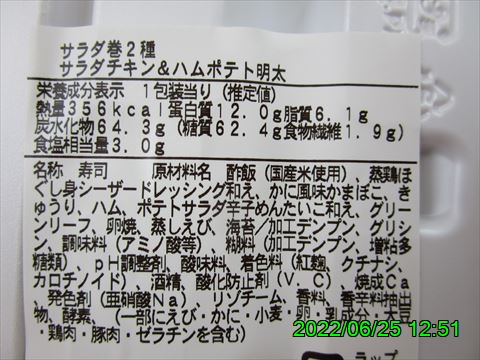 サラダ巻2種
サラダチキン&ハムポテト明太
栄養成分表示 1包装当り (推定値)
熱量356kcal蛋白質12.0g脂質6.1g
炭水化物64.3g(糖質62.4g食物繊維1.9g)
食塩相当量3.0g
名称 寿司 原材料名 酢飯(国産米使用)、蒸鶏ほ
ぐし身シーザードレッシング和え、かに風味かまぼこ、き
ゅうり、ハム、ポテトサラダ辛子めんたいこ和え、グリー
ンリーフ、卵焼、蒸しえび、海苔/加工デンプン、グリシ
ン、調味料(アミノ酸等)、粘料(加工デンプン、増粘多
糖類)、pH調整剤、酸味料、着色料(紅麹、クチナシ、
カロチノイド)、酒精、酸化防止剤(V.C)、焼成Ca
、発色剤(亜硝酸Na)、リゾチーム、香料、香辛料抽出
物、酵素、(一部にえび・かに・小麦・卵・乳成分・大豆
・鶏肉・豚肉・ゼラチンを含む)
2022/06/25 12:51
ラップ